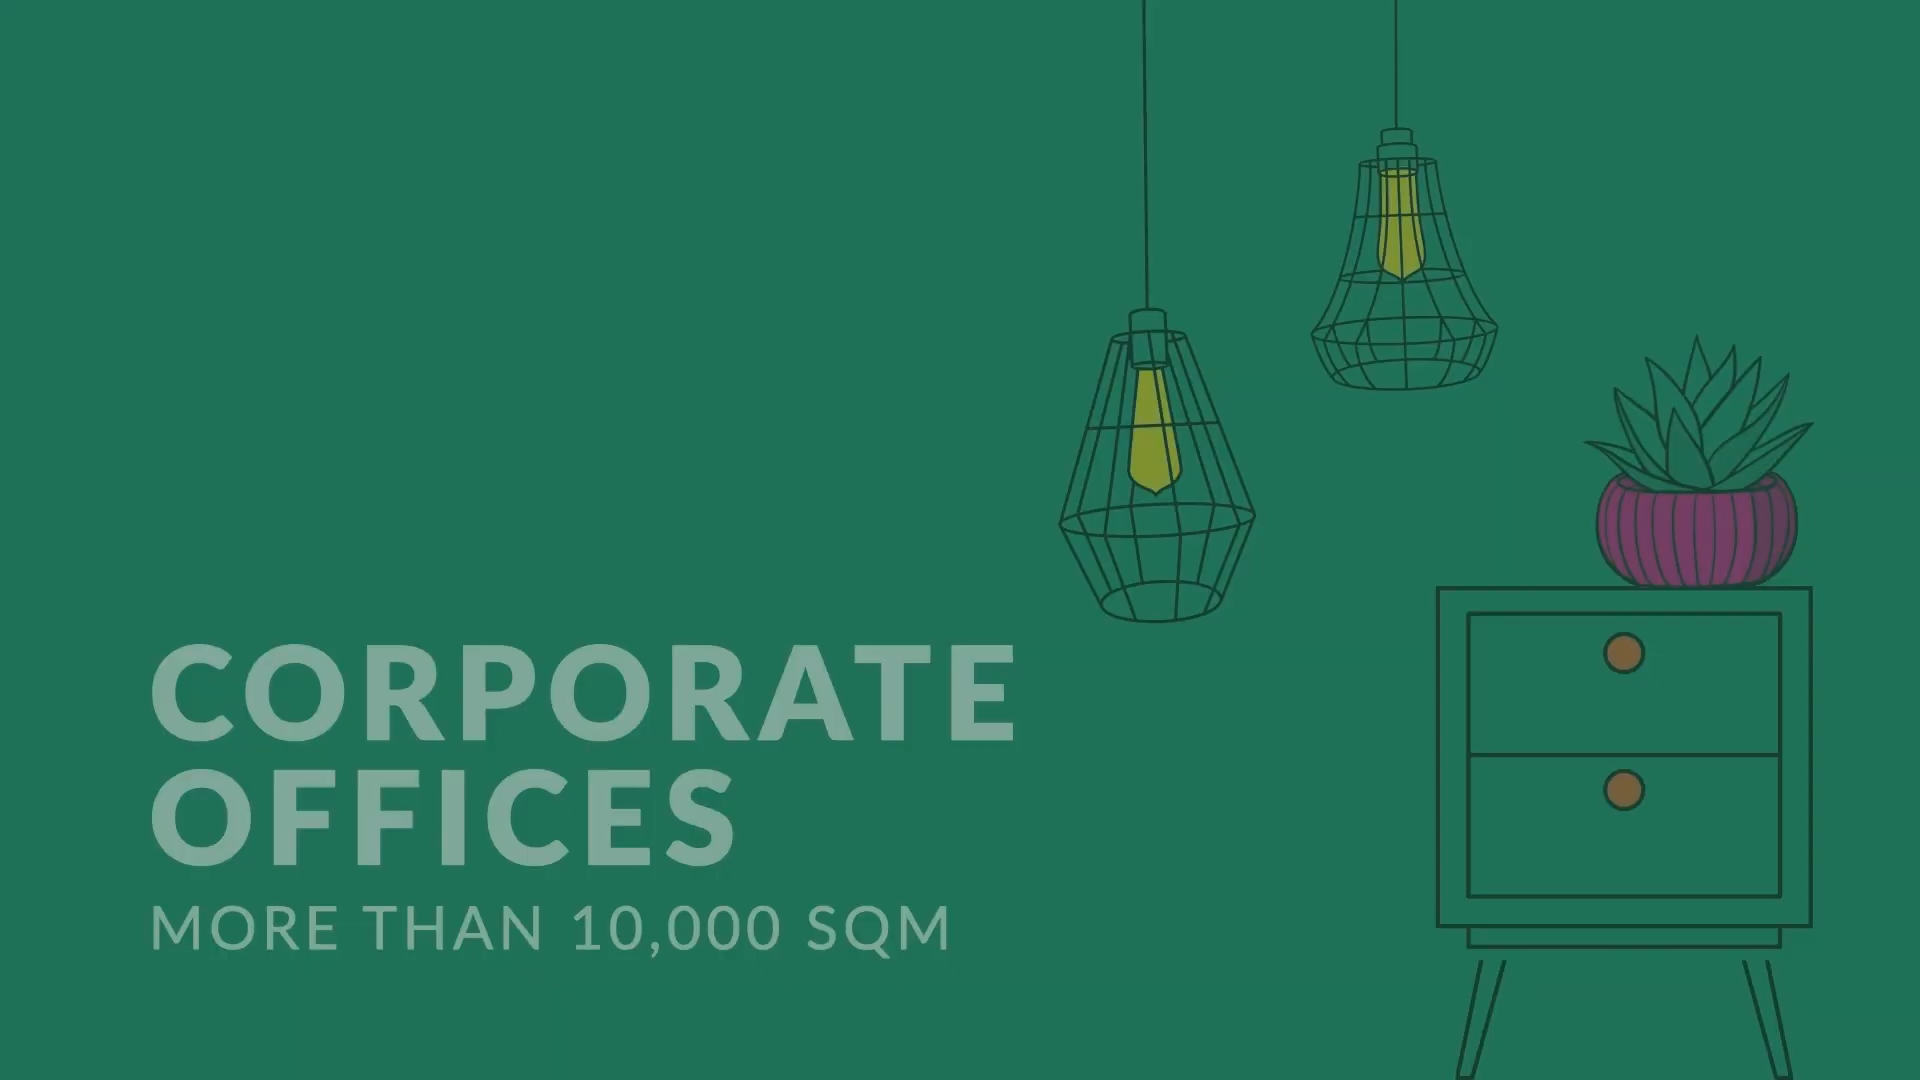 CORPORATE
OFFICES
MORE THAN 10,000 SQM